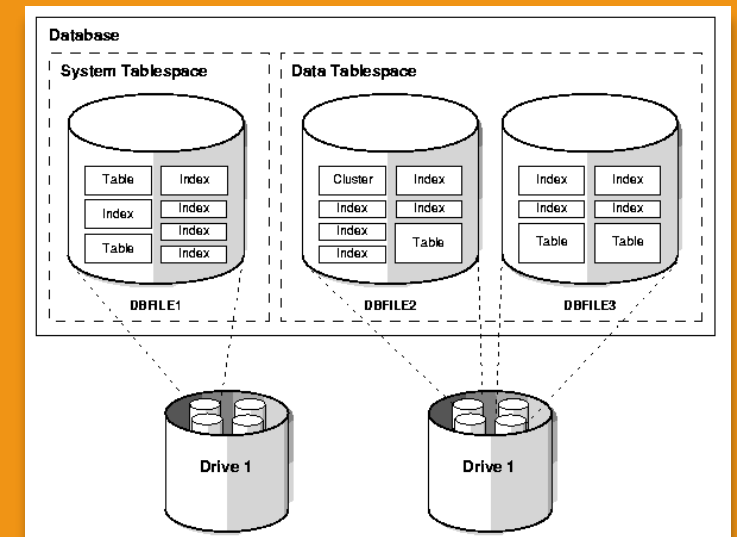 Database
System Tablespace
Data Tablespace
Table
Index
Index
Index
Index
Table
Index
Cluster
Index
Index
Index
Index
Index
Table
Index
Index
Index
Index
Table
Table
DBFILE1
DBFILE2
DBFILE3
Drive 1
Drive 1